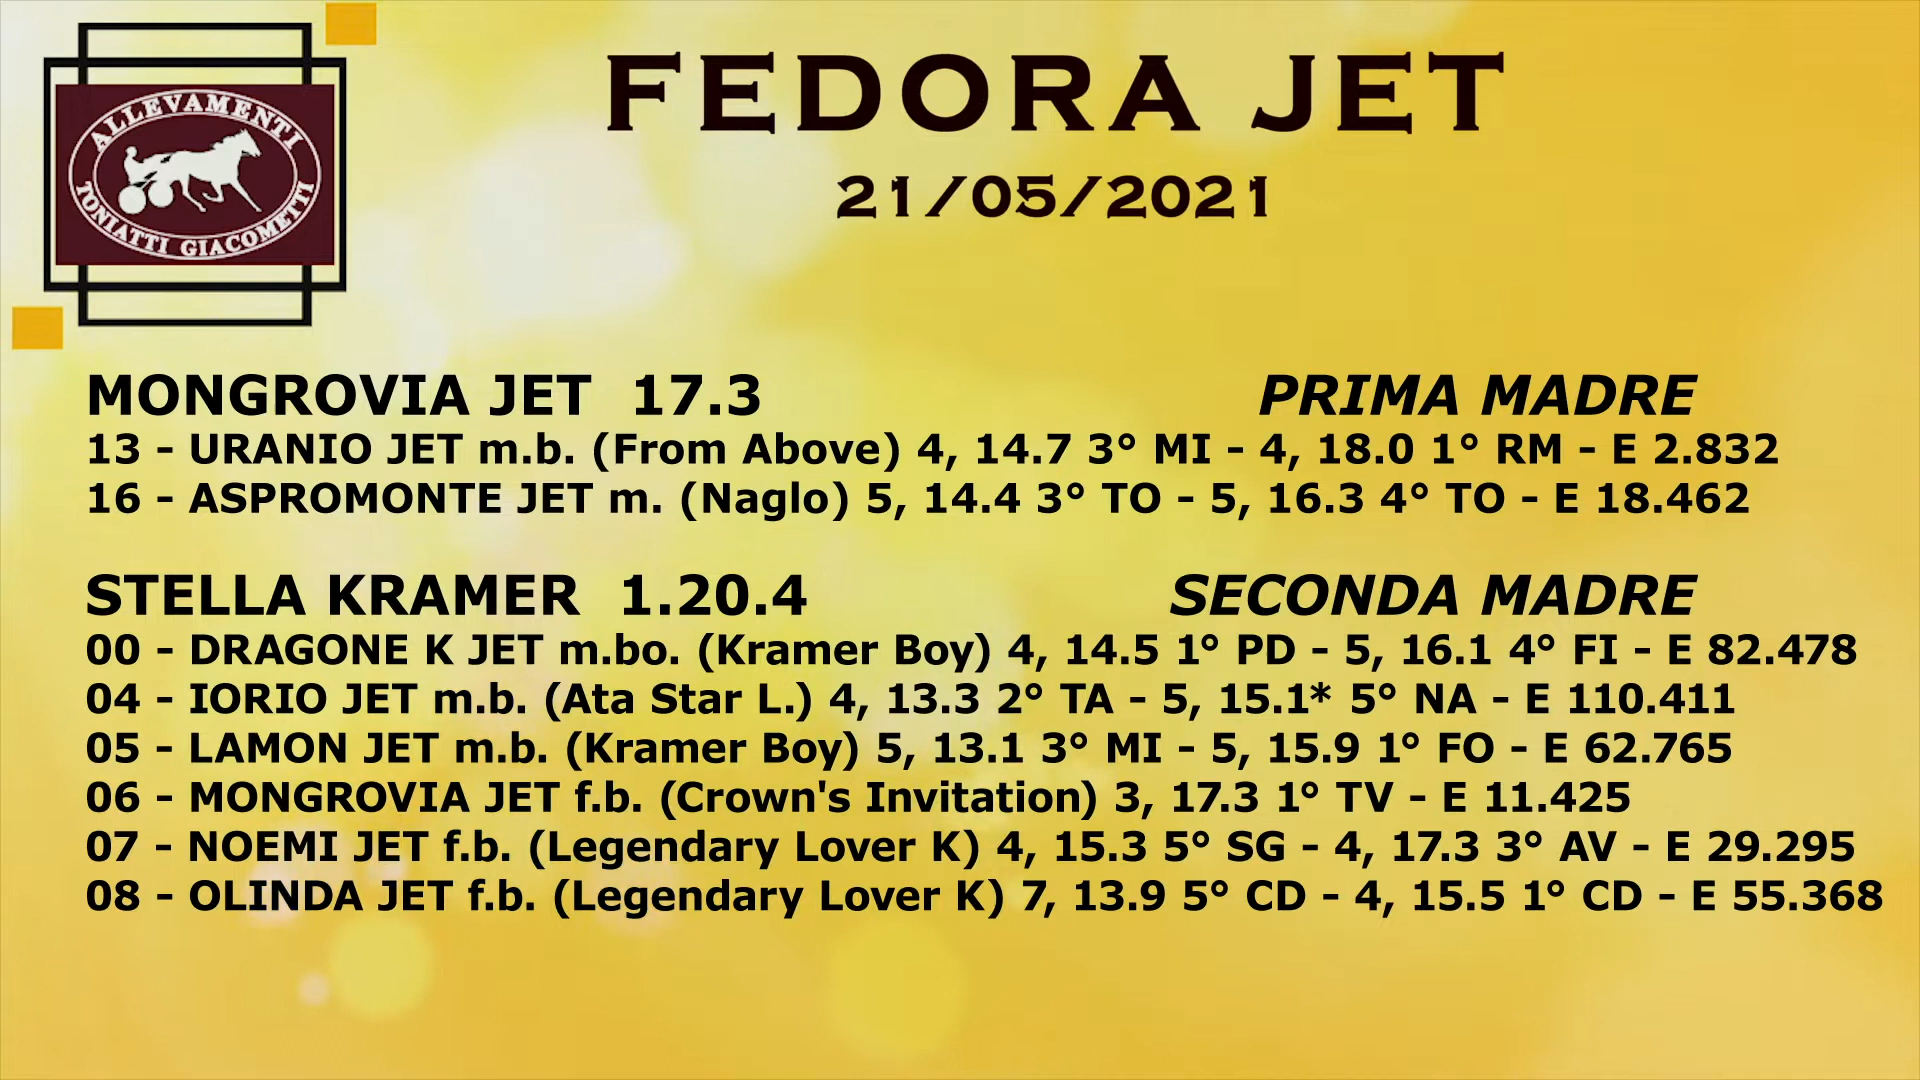 ALLEVAMENTI
TONIATTI GIACOMETTI
FEDORA JET
21/05/2021
MONGROVIA JET 17.3 PRIMA MADRE
13 - URANIO JET m.b. (From Above) 4, 14.7 3° MI - 4, 18.0 1° RM - E 2.832
16 - ASPROMONTE JET m. (Naglo) 5, 14.4 3° TO - 5, 16.3 4° TO - E 18.462
STELLA KRAMER 1.20.4 SECONDA MADRE
00 - DRAGONE K JET m.bo. (Kramer Boy) 4, 14.5 1° PD - 5, 16.1 4° FI - E 82.478
04 - IORIO JET m.b. (Ata Star L.) 4, 13.3 2° TA - 5, 15.1* 5° NA - E 110.411
05 - LAMON JET m.b. (Kramer Boy) 5, 13.1 3° MI - 5, 15.9 1° FO - E 62.765
06 - MONGROVIA JET f.b. (Crown's Invitation) 3, 17.3 1° TV - E 11.425
07 - NOEMI JET f.b. (Legendary Lover K) 4, 15.3 5° SG - 4, 17.3 3° AV - E 29.295
08 - OLINDA JET f.b. (Legendary Lover K) 7, 13.9 5° CD - 4, 15.5 1° CD - E 55.368